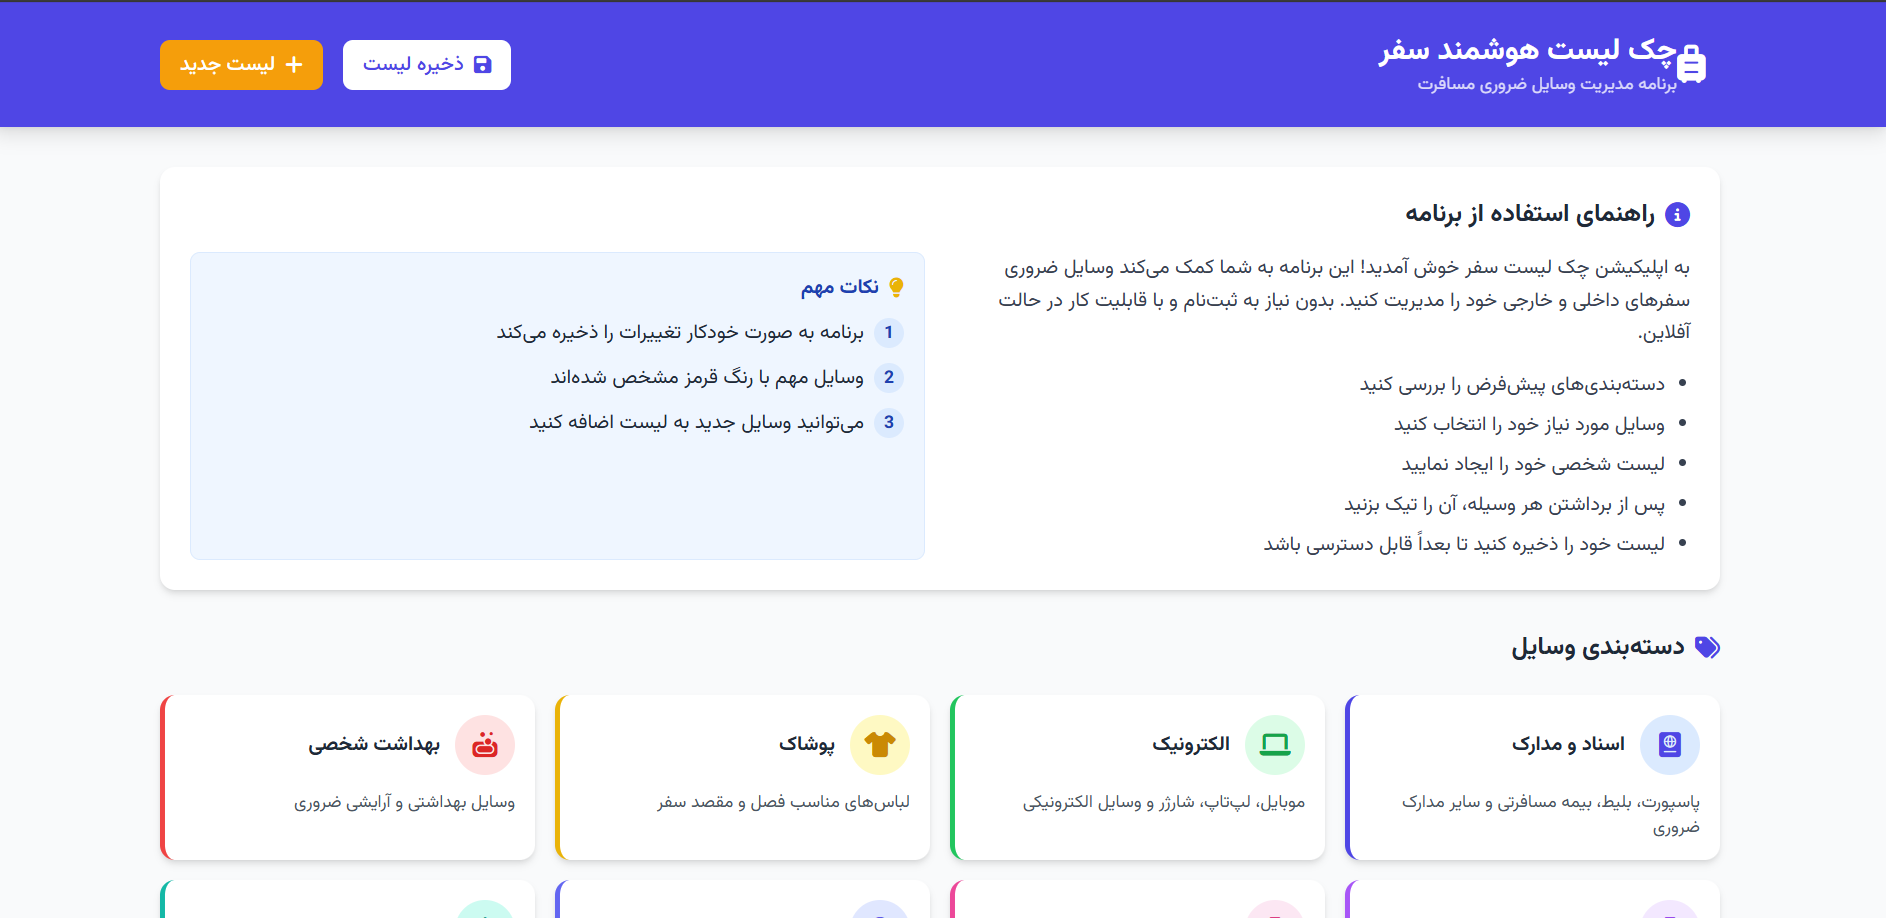 چک لیست هوشمند سفر
برنامه مدیریت وسایل ضروری مسافرت
ذخیره لیست
لیست جدید
راهنمای استفاده از برنامه
به اپلیکیشن چک لیست سفر خوش آمدید! این برنامه به شما کمک می‌کند وسایل ضروری
سفرهای داخلی و خارجی خود را مدیریت کنید. بدون نیاز به ثبت‌نام و با قابلیت کار در حالت
آفلاین.
• دسته‌بندی‌های پیش‌فرض را بررسی کنید
• وسایل مورد نیاز خود را انتخاب کنید
• لیست شخصی خود را ایجاد نمایید
• پس از برداشتن هر وسیله، آن را تیک بزنید
• لیست خود را ذخیره کنید تا بعداً قابل دسترسی باشد
نکات مهم
1 برنامه به صورت خودکار تغییرات را ذخیره می‌کند
2 وسایل مهم با رنگ قرمز مشخص شده‌اند
3 می‌توانید وسایل جدید به لیست اضافه کنید
دسته‌بندی وسایل
اسناد و مدارک
پاسپورت، بلیط، بیمه مسافرتی و سایر مدارک
ضروری
الکترونیک
موبایل، لپ‌تاپ، شارژر و وسایل الکترونیکی
پوشاک
لباس‌های مناسب فصل و مقصد سفر
بهداشت شخصی
وسایل بهداشتی و آرایشی ضروری